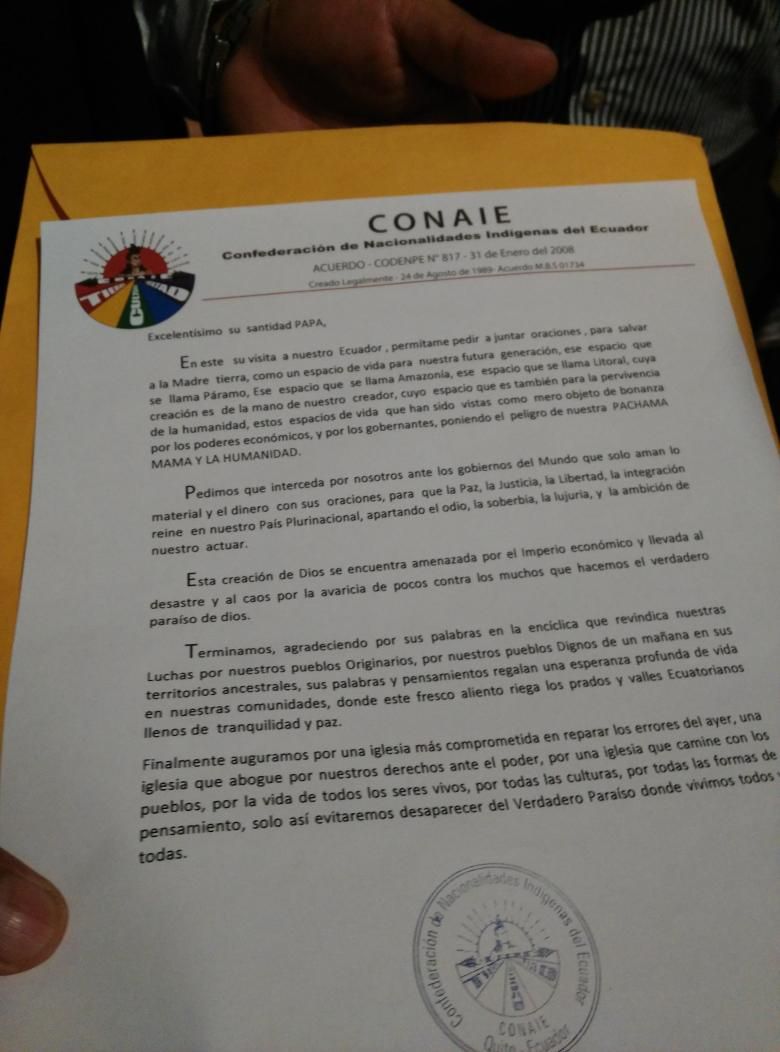 CONAIE
Confederación de Nacionalidades Indígenas del Ecuador
ACUERDO - CODENPE N° 817 - 31 de Enero del 2008
Creado Legalmente - 24 de Agosto de 1989- Acuerdo M.B.S 01734
Excelentísimo su santidad PAPA,
En este su visita a nuestro Ecuador , permítame pedir a juntar oraciones , para salvar
a la Madre tierra, como un espacio de vida para nuestra futura generación, ese espacio que
se llama Páramo, Ese espacio que se llama Amazonía, ese espacio que se llama Litoral, cuya
creación es de la mano de nuestro creador, cuyo espacio que es también para la pervivencia
de la humanidad, estos espacios de vida que han sido vistas como mero objeto de bonanza
por los poderes económicos, y por los gobernantes, poniendo el peligro de nuestra PACHAMA
MAMA Y LA HUMANIDAD.
Pedimos que interceda por nosotros ante los gobiernos del Mundo que solo aman lo
material y el dinero con sus oraciones, para que la Paz, la Justicia, la Libertad, la integración
reine en nuestro País Plurinacional, apartando el odio, la soberbia, la lujuria, y la ambición de
nuestro actuar.
Esta creación de Dios se encuentra amenazada por el Imperio económico y llevada al
desastre y al caos por la avaricia de pocos contra los muchos que hacemos el verdadero
paraíso de dios.
Terminamos, agradeciendo por sus palabras en la encíclica que revindica nuestras
Luchas por nuestros pueblos Originarios, por nuestros pueblos Dignos de un mañana en sus
territorios ancestrales, sus palabras y pensamientos regalan una esperanza profunda de vida
en nuestras comunidades, donde este fresco aliento riega los prados y valles Ecuatorianos
llenos de tranquilidad y paz.
Finalmente auguramos por una iglesia más comprometida en reparar los errores del ayer, una
iglesia que abogue por nuestros derechos ante el poder, por una iglesia que camine con los
pueblos, por la vida de todos los seres vivos, por todas las culturas, por todas las formas de
pensamiento, solo así evitaremos desaparecer del Verdadero Paraíso donde vivimos todos
todas.
Confederación de Nacionalidades Indígenas del Ecuador
CONAIE
Quito - Ecuador